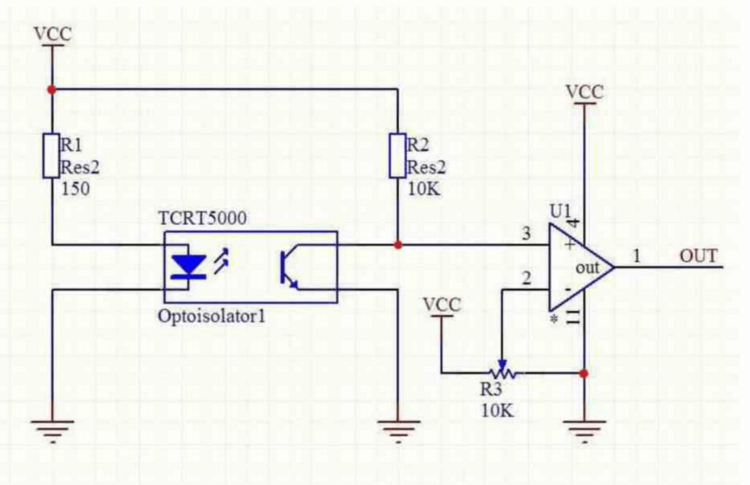 VCC
VCC
R1
Res2
150
R2
Res2
10K
TCRT5000
Optoisolator1
U1
4
3
+
out
1
OUT
2
-
*
11
VCC
R3
10K